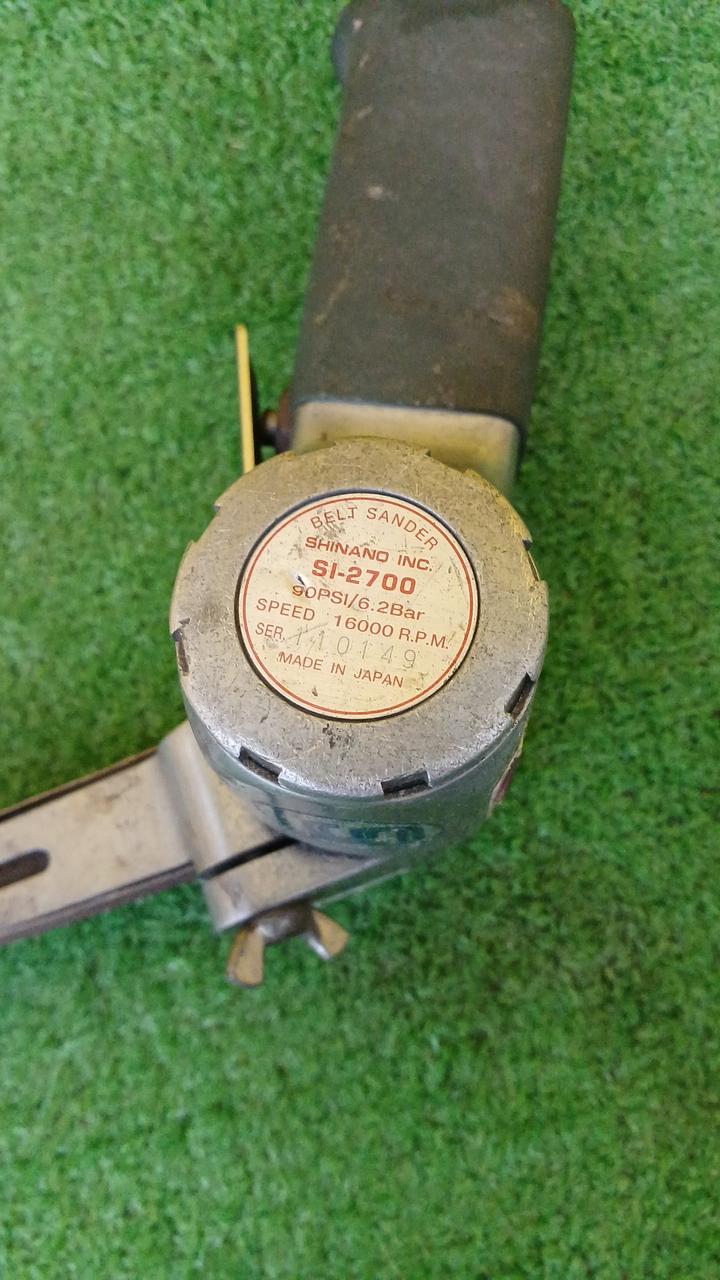 BELT SANDER
SHINANO INC.
SI-2700
90PSI/6.2Bar
SPEED 16000 R.P.M.
SER. 110149
MADE IN JAPAN